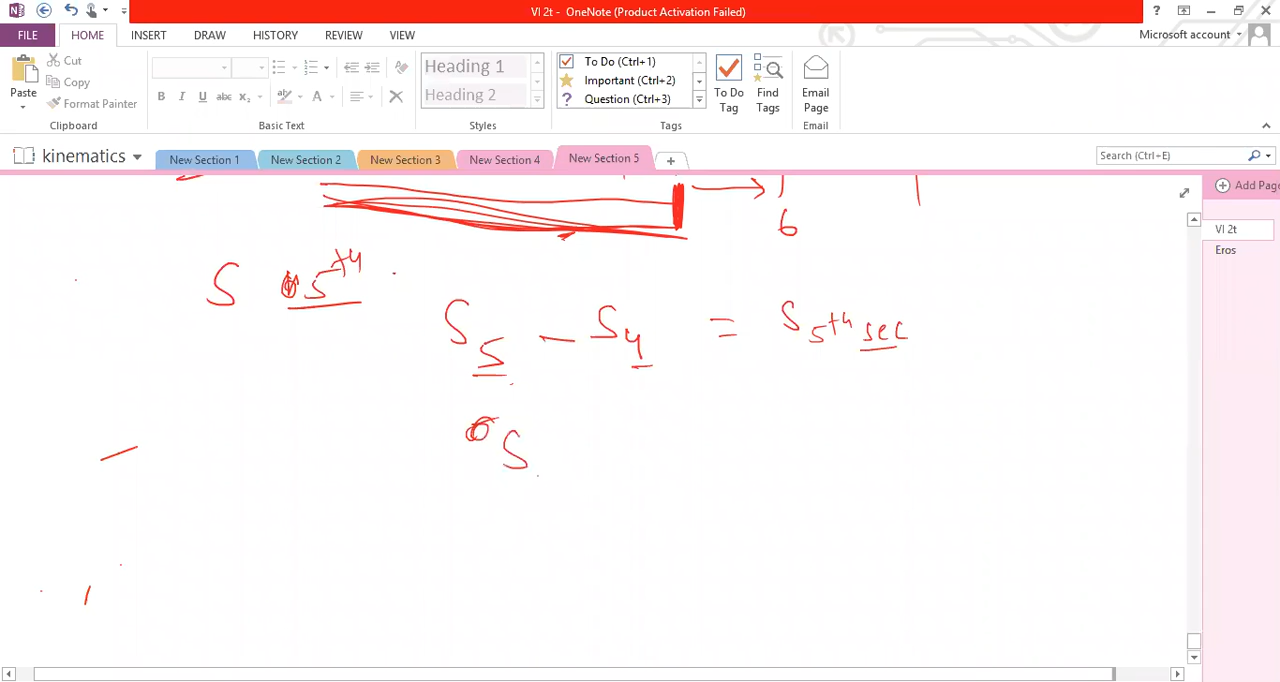 VI 2t - OneNote (Product Activation Failed)
Microsoft account
FILE HOME INSERT DRAW HISTORY REVIEW VIEW
Paste
Cut
Copy
Format Painter
Clipboard
B I U abc x₂ A
Basic Text
Heading 1
Heading 2
Styles
To Do (Ctrl+1)
Important (Ctrl+2)
Question (Ctrl+3)
To Do Tag
Find Tags
Tags
Email Page
Email
kinematics New Section 1 New Section 2 New Section 3 New Section 4 New Section 5
Search (Ctrl+E)
Add Page
VI 2t
Eros
6
S 5th
S5 - S4 = S5th sec
S